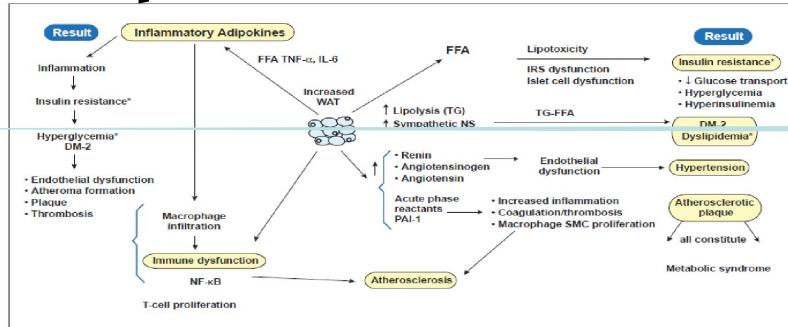 Result
Inflammatory Adipokines
Inflammation
Insulin resistance*
Hyperglycemia*
DM-2
• Endothelial dysfunction
• Atheroma formation
• Plaque
• Thrombosis
Macrophage
infiltration
Immune dysfunction
NF-κB
T-cell proliferation
FFA TNF-α, IL-6
Increased
WAT
FFA
Lipotoxicity
IRS dysfunction
Islet cell dysfunction
↑ Lipolysis (TG)
↑ Sympathetic NS
TG-FFA
↑
• Renin
• Angiotensinogen
• Angiotensin
Endothelial
dysfunction
Acute phase
reactants
PAI-1
• Increased inflammation
• Coagulation/thrombosis
• Macrophage SMC proliferation
Atherosclerosis
Result
Insulin resistance*
• ↓ Glucose transport
• Hyperglycemia
• Hyperinsulinemia
DM-2
Dyslipidemia*
Hypertension
Atherosclerotic
plaque
all constitute
Metabolic syndrome